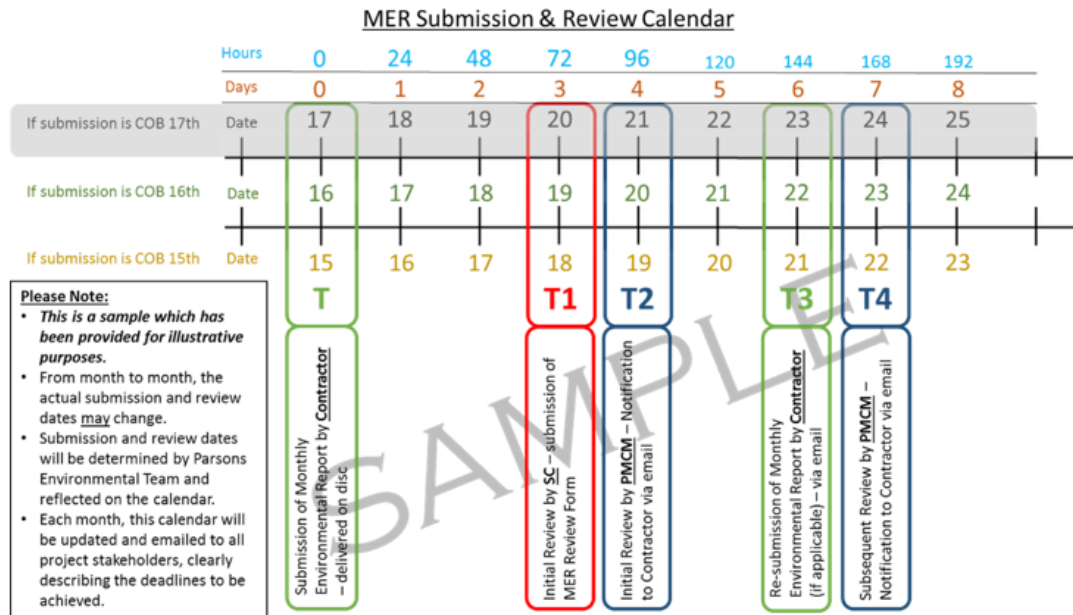 MER Submission & Review Calendar
Hours 0 24 48 72 96 120 144 168 192
Days 0 1 2 3 4 5 6 7 8
If submission is COB 17th Date 17 18 19 20 21 22 23 24 25
If submission is COB 16th Date 16 17 18 19 20 21 22 23 24
If submission is COB 15th Date 15 16 17 18 19 20 21 22 23
T T1 T2 T3 T4
Please Note:
• This is a sample which has
been provided for illustrative
purposes.
• From month to month, the
actual submission and review
dates may change.
• Submission and review dates
will be determined by Parsons
Environmental Team and
reflected on the calendar.
• Each month, this calendar will
be updated and emailed to all
project stakeholders, clearly
describing the deadlines to be
achieved.
Submission of Monthly
Environmental Report by Contractor
– delivered on disc
Initial Review by SC – submission of
MER Review Form
Initial Review by PMCM – Notification
to Contractor via email
Re-submission of Monthly
Environmental Report by Contractor
(if applicable) – via email
Subsequent Review by PMCM –
Notification to Contractor via email
SAMPLE